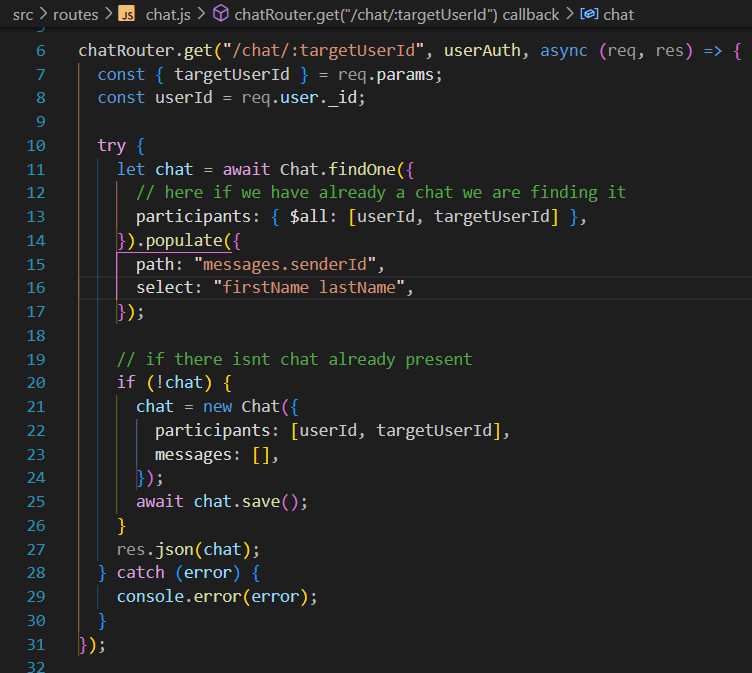 src > routes > JS chat.js > chatRouter.get("/chat/:targetUserId") callback > chat
6 chatRouter.get("/chat/:targetUserId", userAuth, async (req, res) => {
7   const { targetUserId } = req.params;
8   const userId = req.user._id;
9
10   try {
11     let chat = await Chat.findOne({
12       // here if we have already a chat we are finding it
13       participants: { $all: [userId, targetUserId] },
14     }).populate({
15       path: "messages.senderId",
16       select: "firstName lastName",
17     });
18
19     // if there isnt chat already present
20     if (!chat) {
21       chat = new Chat({
22         participants: [userId, targetUserId],
23         messages: [],
24       });
25       await chat.save();
26     }
27     res.json(chat);
28   } catch (error) {
29     console.error(error);
30   }
31 });
32